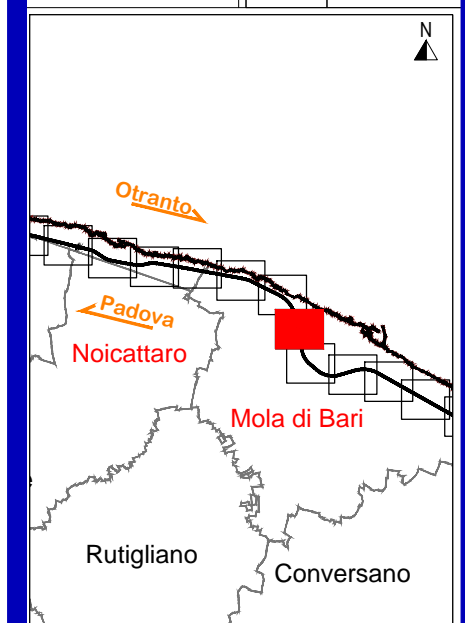 N
Otranto
Padova
Noicattaro
Mola di Bari
Rutigliano
Conversano